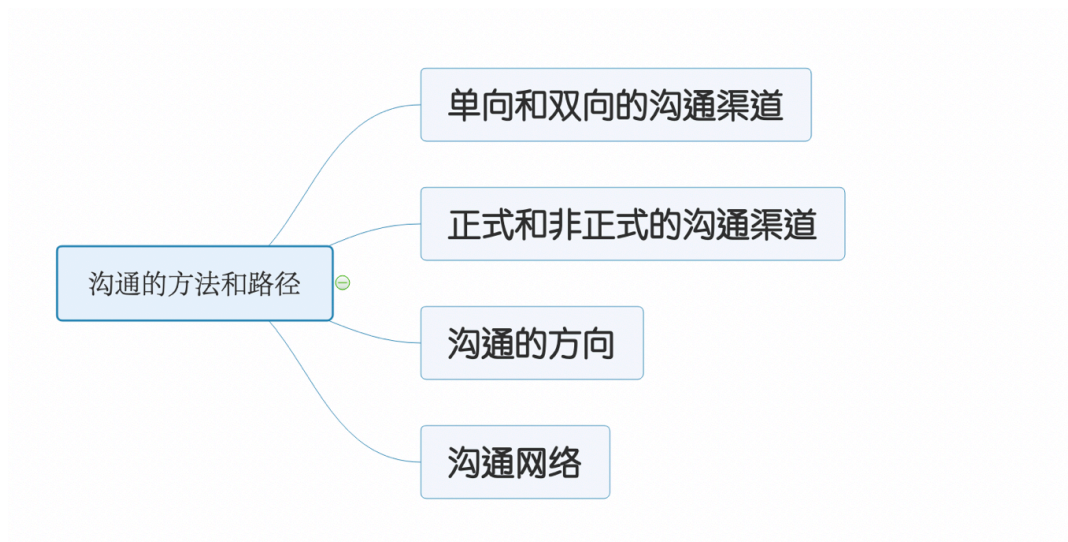 单向和双向的沟通渠道
正式和非正式的沟通渠道
沟通的方法和路径
沟通的方向
沟通网络